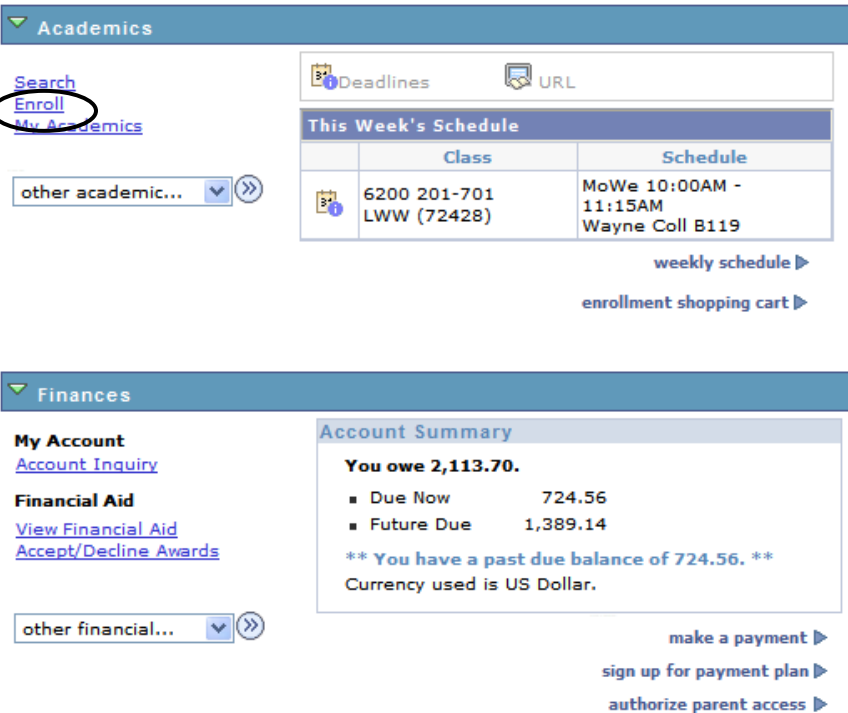 Academics
Search
Enroll
My Academics
other academic...
Deadlines
URL
This Week's Schedule
Class
Schedule
6200 201-701
LWW (72428)
MoWe 10:00AM -
11:15AM
Wayne Coll B119
weekly schedule
enrollment shopping cart
Finances
My Account
Account Inquiry
Financial Aid
View Financial Aid
Accept/Decline Awards
other financial...
Account Summary
You owe 2,113.70.
Due Now 724.56
Future Due 1,389.14
** You have a past due balance of 724.56. **
Currency used is US Dollar.
make a payment
sign up for payment plan
authorize parent access